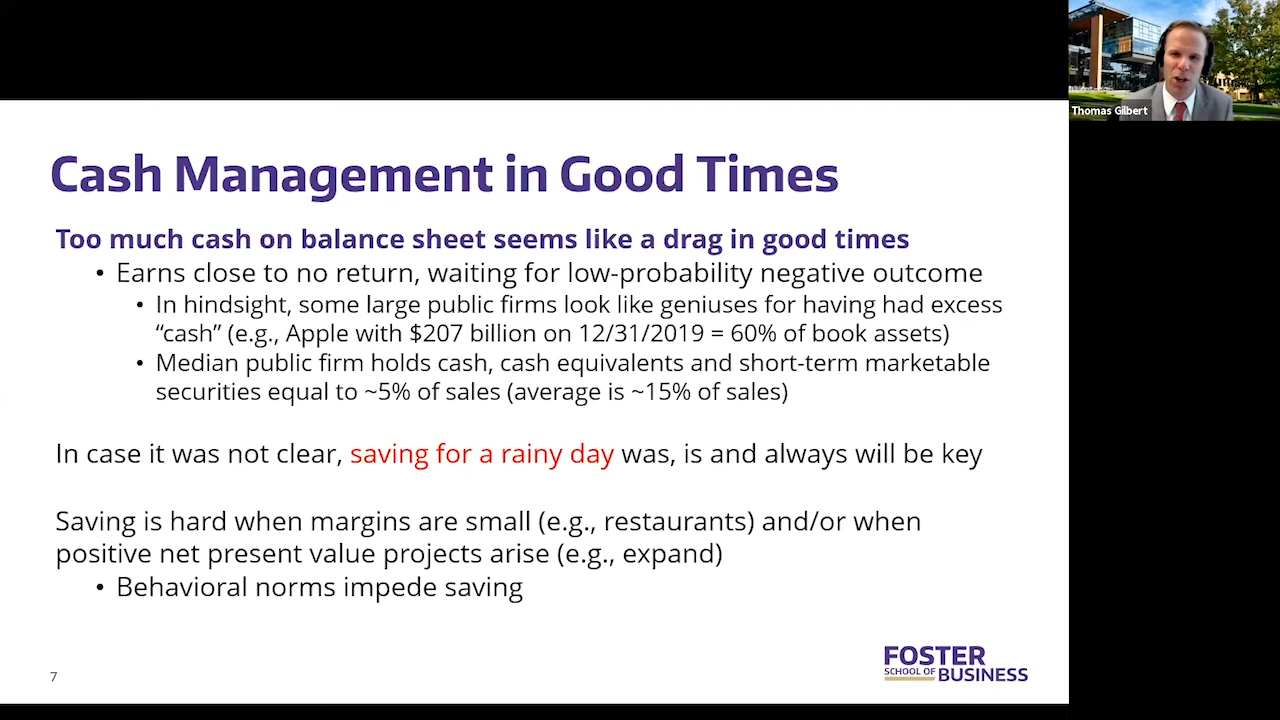 Thomas Gilbert
Cash Management in Good Times
Too much cash on balance sheet seems like a drag in good times
• Earns close to no return, waiting for low-probability negative outcome
• In hindsight, some large public firms look like geniuses for having had excess
“cash” (e.g., Apple with $207 billion on 12/31/2019 = 60% of book assets)
• Median public firm holds cash, cash equivalents and short-term marketable
securities equal to ~5% of sales (average is ~15% of sales)
In case it was not clear, saving for a rainy day was, is and always will be key
Saving is hard when margins are small (e.g., restaurants) and/or when
positive net present value projects arise (e.g., expand)
• Behavioral norms impede saving
7
FOSTER
SCHOOL OF BUSINESS